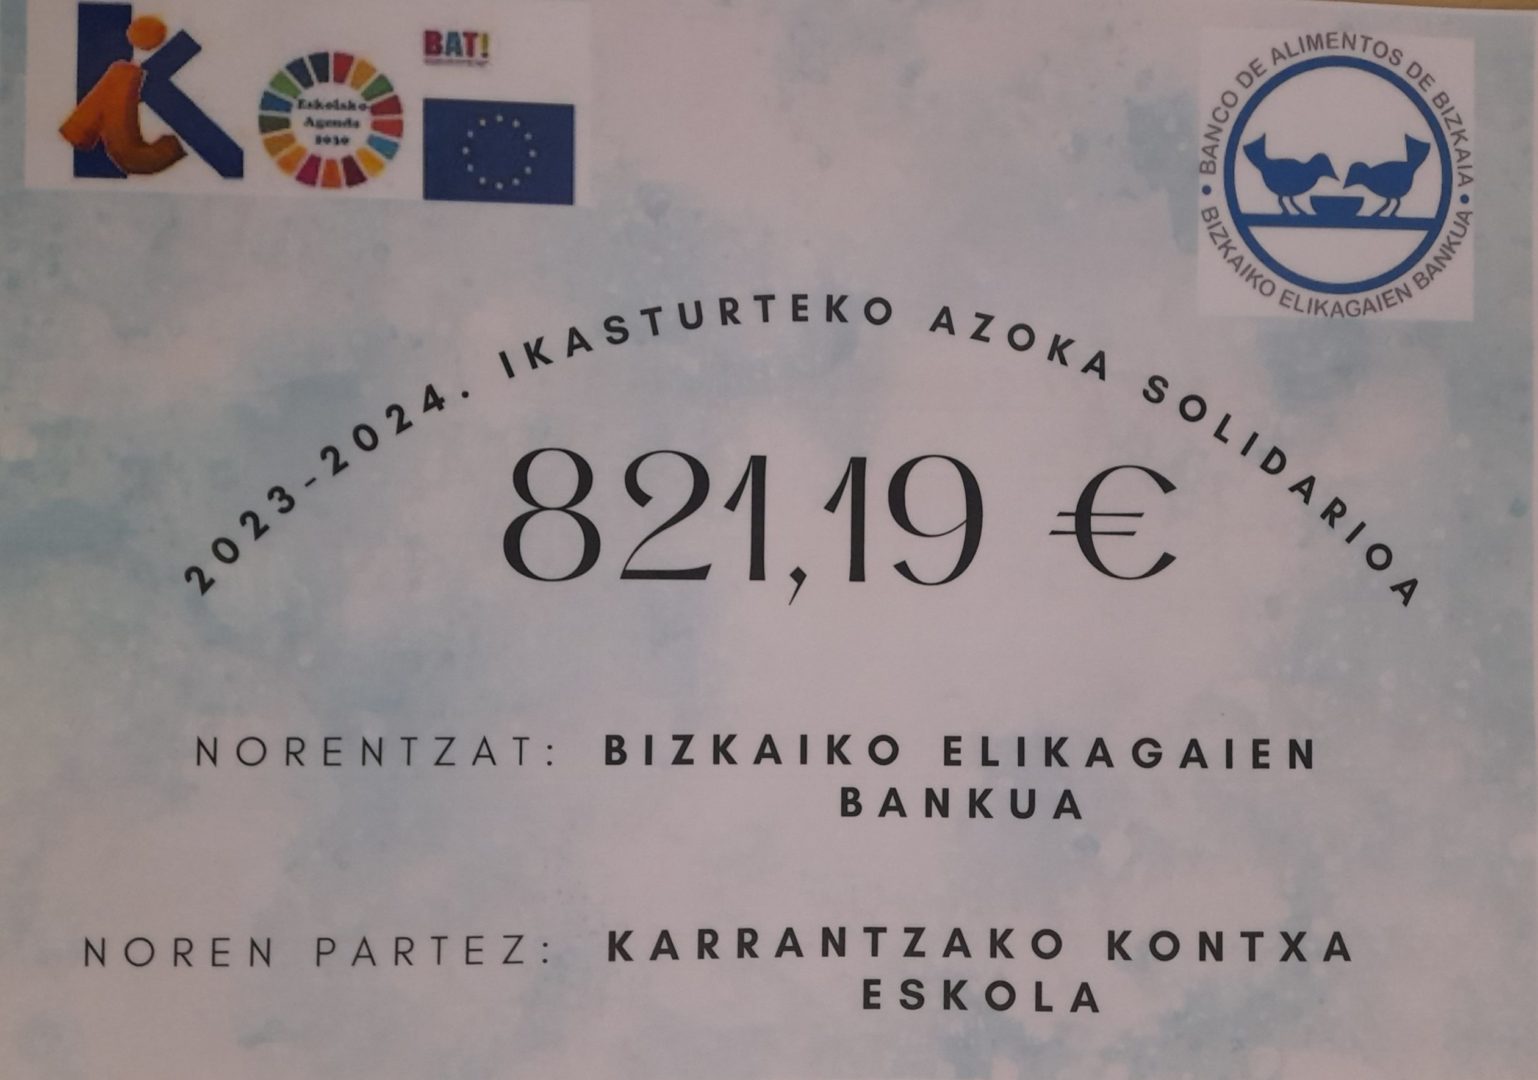 BAT!
Eskolako
Agenda
2030
BANCO DE ALIMENTOS DE BIZKAIA
BIZKAIKO ELIKAGAIEN BANKUA
2023-2024. IKASTURTEKO AZOKA SOLIDARIOA
821,19 €
NORENTZAT: BIZKAIKO ELIKAGAIEN
BANKUA
NOREN PARTEZ: KARRANTZAKO KONTXA
ESKOLA